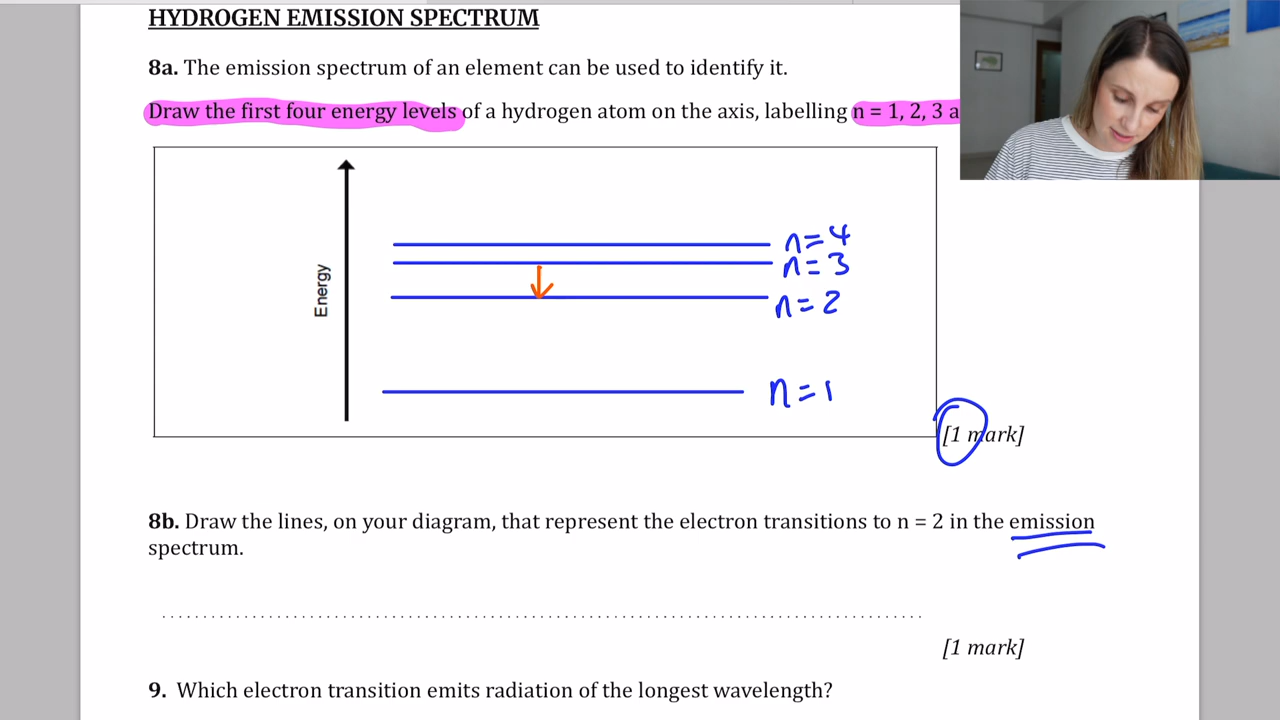 HYDROGEN EMISSION SPECTRUM
8a. The emission spectrum of an element can be used to identify it.
Draw the first four energy levels of a hydrogen atom on the axis, labelling n = 1, 2, 3 a
Energy
n=4
n=3
n=2
n=1
[1 mark]
8b. Draw the lines, on your diagram, that represent the electron transitions to n = 2 in the emission
spectrum.
[1 mark]
9. Which electron transition emits radiation of the longest wavelength?